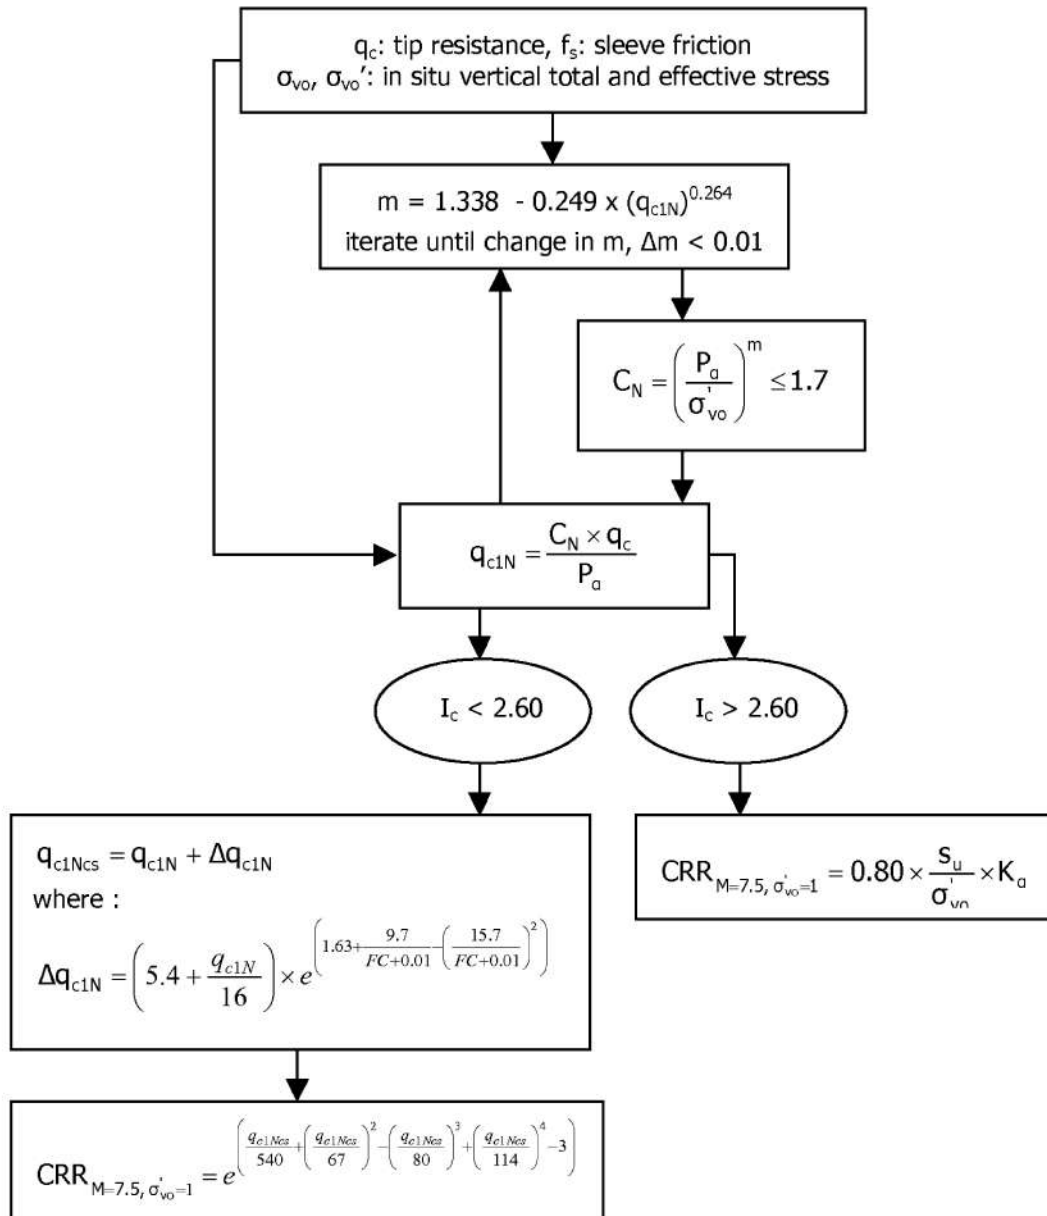 q_c: tip resistance, f_s: sleeve friction
σ_vo, σ_vo': in situ vertical total and effective stress
m = 1.338 - 0.249 x (q_c1N)^0.264
iterate until change in m, Δm < 0.01
C_N = (P_a / σ'_vo)^m ≤ 1.7
q_c1N = (C_N × q_c) / P_a
I_c < 2.60
I_c > 2.60
q_c1Ncs = q_c1N + Δq_c1N
where :
Δq_c1N = (5.4 + q_c1N / 16) × e^(1.63 + 9.7 / (FC+0.01) - (15.7 / (FC+0.01))^2)
CRR_M=7.5, σ'_vo=1 = 0.80 × s_u / σ'_vo × K_α
CRR_M=7.5, σ'_vo=1 = e^(q_c1Ncs / 540 + (q_c1Ncs / 67)^2 - (q_c1Ncs / 80)^3 + (q_c1Ncs / 114)^4 - 3)